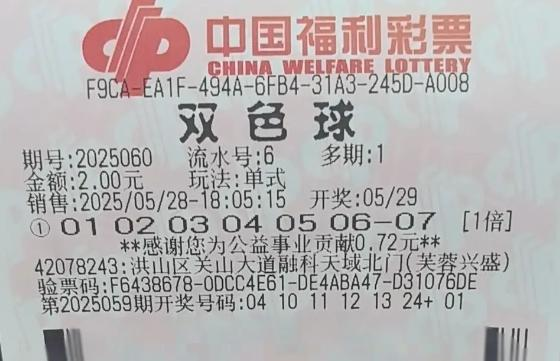 中国福利彩票
CHINA WELFARE LOTTERY
F9CA-EA1F-494A-6FB4-31A3-245D-A008
双色球
期号:2025060 流水号:6 多期:1
金额:2.00元 玩法:单式
销售:2025/05/28-18:05:15 开奖:05/29
① 01 02 03 04 05 06-07 [1倍]
**感谢您为公益事业贡献0.72元**
42078243:洪山区关山大道融科天域北门(芙蓉兴盛)
验票码:F6438678-0DCC4E61-DE4ABA47-D31076DE
第2025059期开奖号码:04 10 11 12 13 24+ 01